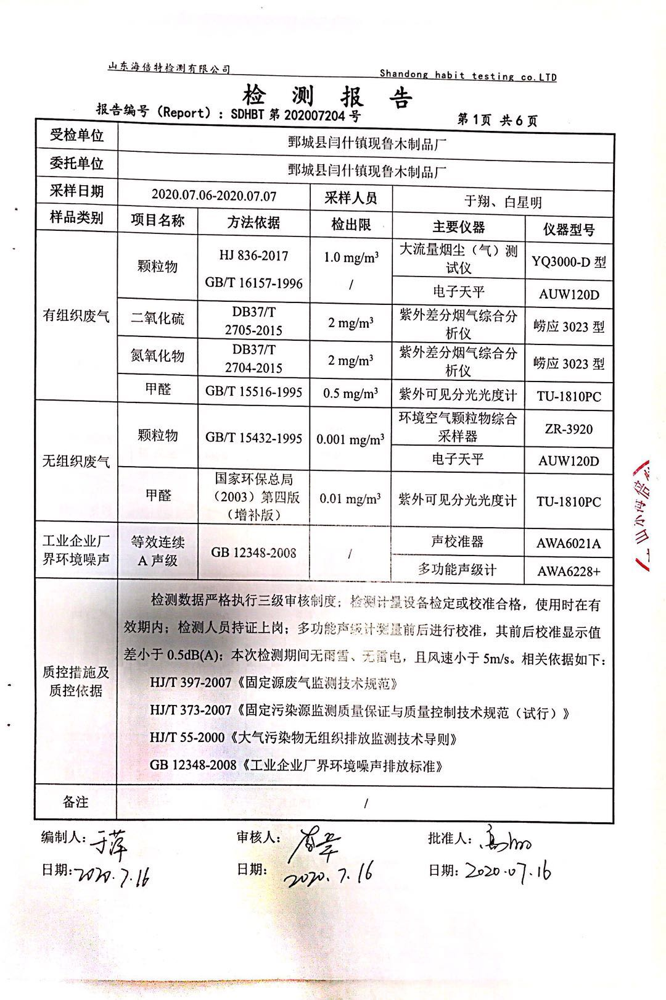 山东海倍特检测有限公司 Shandong habit testing co.LTD
检 测 报 告
报告编号（Report）：SDHBT 第 202007204 号 第 1 页 共 6 页
受检单位 鄄城县闫什镇现鲁木制品厂
委托单位 鄄城县闫什镇现鲁木制品厂
采样日期 2020.07.06-2020.07.07 采样人员 于翔、白星明
样品类别 项目名称 方法依据 检出限 主要仪器 仪器型号
有组织废气
颗粒物
HJ 836-2017
GB/T 16157-1996
1.0 mg/m³
/
大流量烟尘（气）测
试仪
YQ3000-D 型
电子天平 AUW120D
二氧化硫
DB37/T
2705-2015
2 mg/m³
紫外差分烟气综合分
析仪
崂应 3023 型
氮氧化物
DB37/T
2704-2015
2 mg/m³
紫外差分烟气综合分
析仪
崂应 3023 型
甲醛 GB/T 15516-1995 0.5 mg/m³ 紫外可见分光光度计 TU-1810PC
无组织废气
颗粒物 GB/T 15432-1995 0.001 mg/m³
环境空气颗粒物综合
采样器
ZR-3920
电子天平 AUW120D
甲醛
国家环保总局
（2003）第四版
（增补版）
0.01 mg/m³ 紫外可见分光光度计 TU-1810PC
工业企业厂
界环境噪声
等效连续
A 声级
GB 12348-2008 /
声校准器 AWA6021A
多功能声级计 AWA6228+
质控措施及
质控依据
检测数据严格执行三级审核制度；检测计量设备检定或校准合格，使用时在有
效期内；检测人员持证上岗；多功能声级计测量前后进行校准，其前后校准显示值
差小于 0.5dB(A)；本次检测期间无雨雪、无雷电，且风速小于 5m/s。相关依据如下：
HJ/T 397-2007《固定源废气监测技术规范》
HJ/T 373-2007《固定污染源监测质量保证与质量控制技术规范（试行）》
HJ/T 55-2000《大气污染物无组织排放监测技术导则》
GB 12348-2008《工业企业厂界环境噪声排放标准》
备注 /
编制人：于萍 审核人： 批准人：
日期：2020.7.16 日期：2020.7.16 日期：2020.07.16